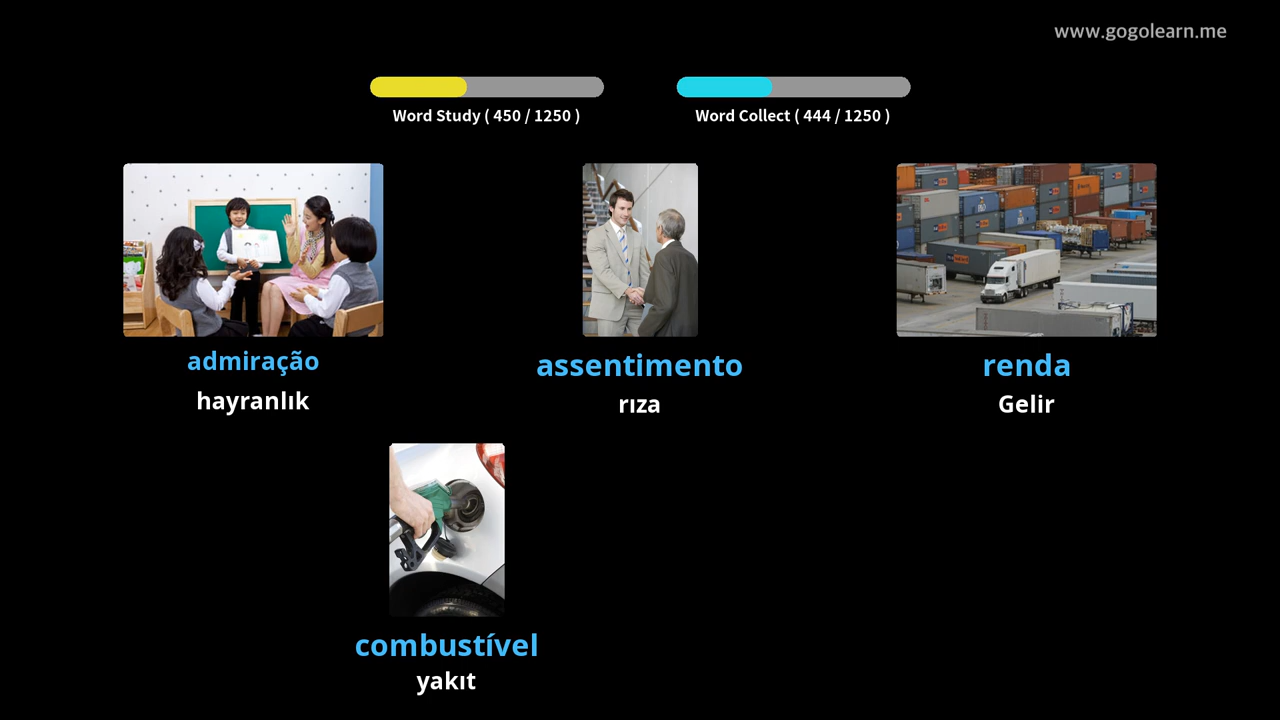 www.gogolearn.me
Word Study ( 450 / 1250 )
Word Collect ( 444 / 1250 )
admiração
hayranlık
assentimento
rıza
renda
Gelir
combustível
yakıt